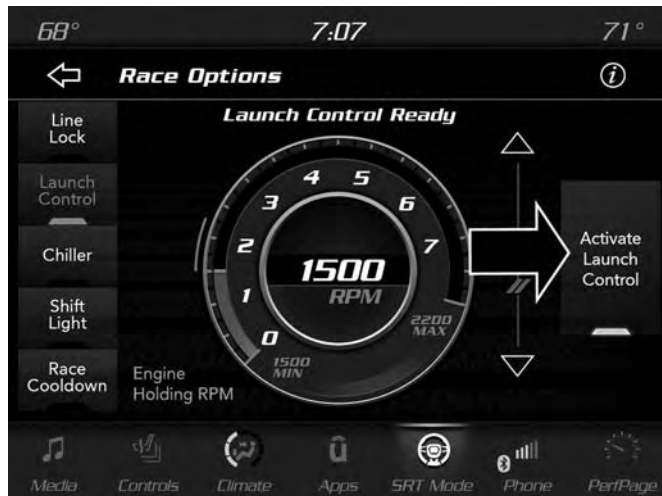 68°
7:07
71°
Race Options
i
Line
Lock
Launch Control Ready
Launch
Control
Chiller
Shift
Light
Race
Cooldown
0
1
2
3
4
5
6
7
1500
RPM
1500
MIN
2200
MAX
Engine
Holding RPM
Activate
Launch
Control
Media
Controls
Climate
û
Apps
SRT Mode
Phone
PerfPage